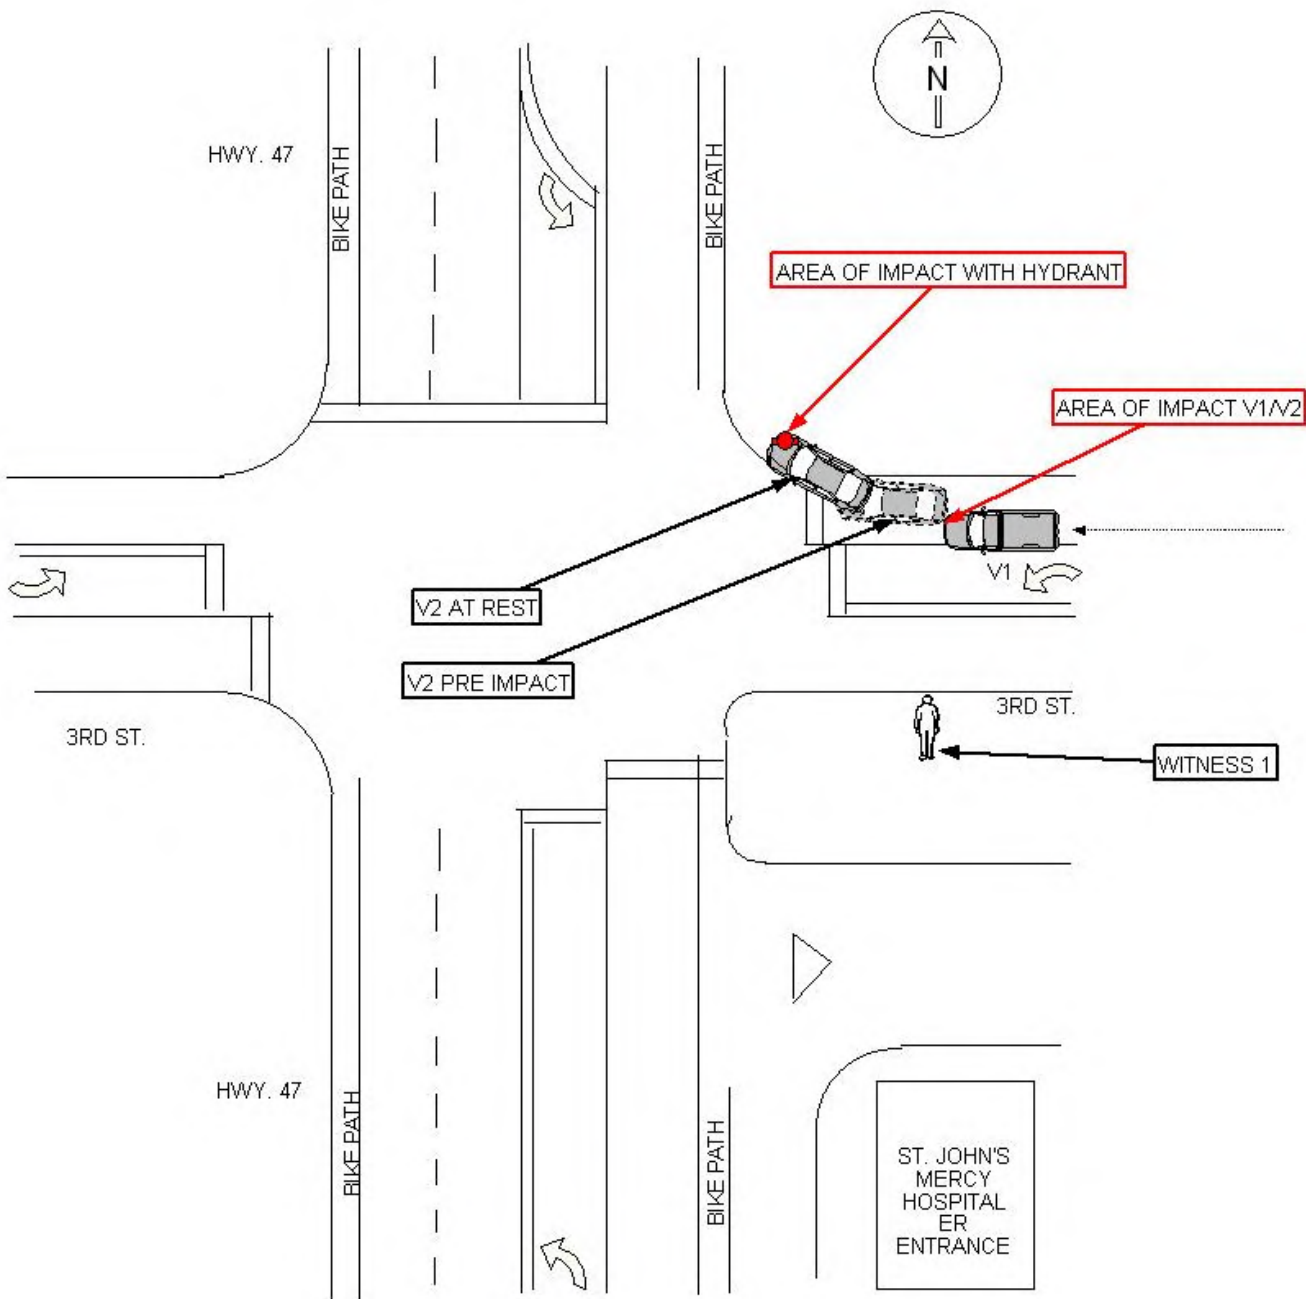 N
HWY. 47
BIKE PATH
BIKE PATH
AREA OF IMPACT WITH HYDRANT
AREA OF IMPACT V1/V2
V1
V2 AT REST
V2 PRE IMPACT
3RD ST.
3RD ST.
WITNESS 1
HWY. 47
BIKE PATH
BIKE PATH
ST. JOHN'S
MERCY
HOSPITAL
ER
ENTRANCE